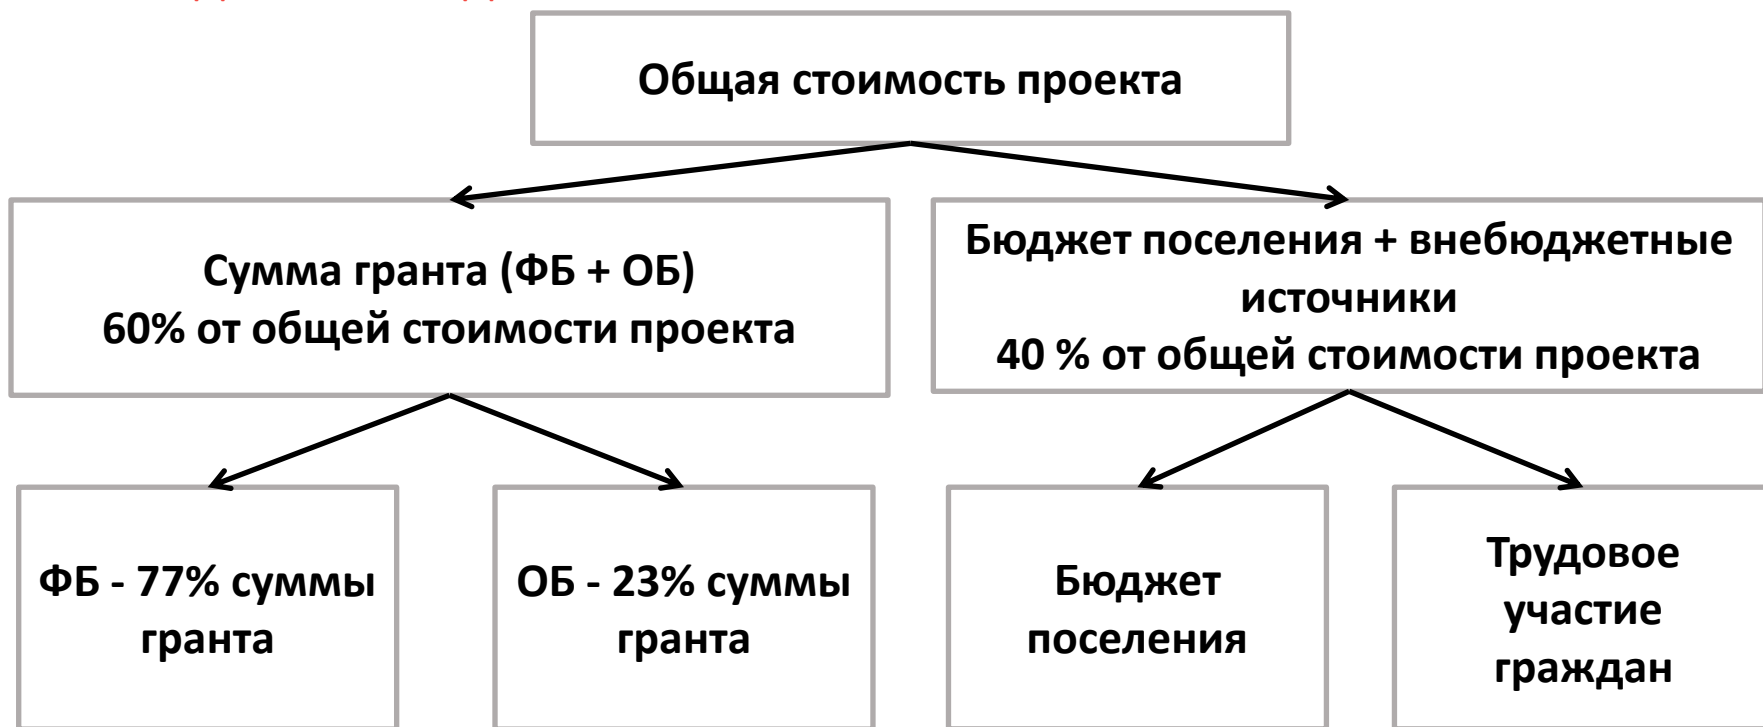 Общая стоимость проекта
Сумма гранта (ФБ + ОБ)
60% от общей стоимости проекта
Бюджет поселения + внебюджетные
источники
40 % от общей стоимости проекта
ФБ - 77% суммы
гранта
ОБ - 23% суммы
гранта
Бюджет
поселения
Трудовое
участие
граждан